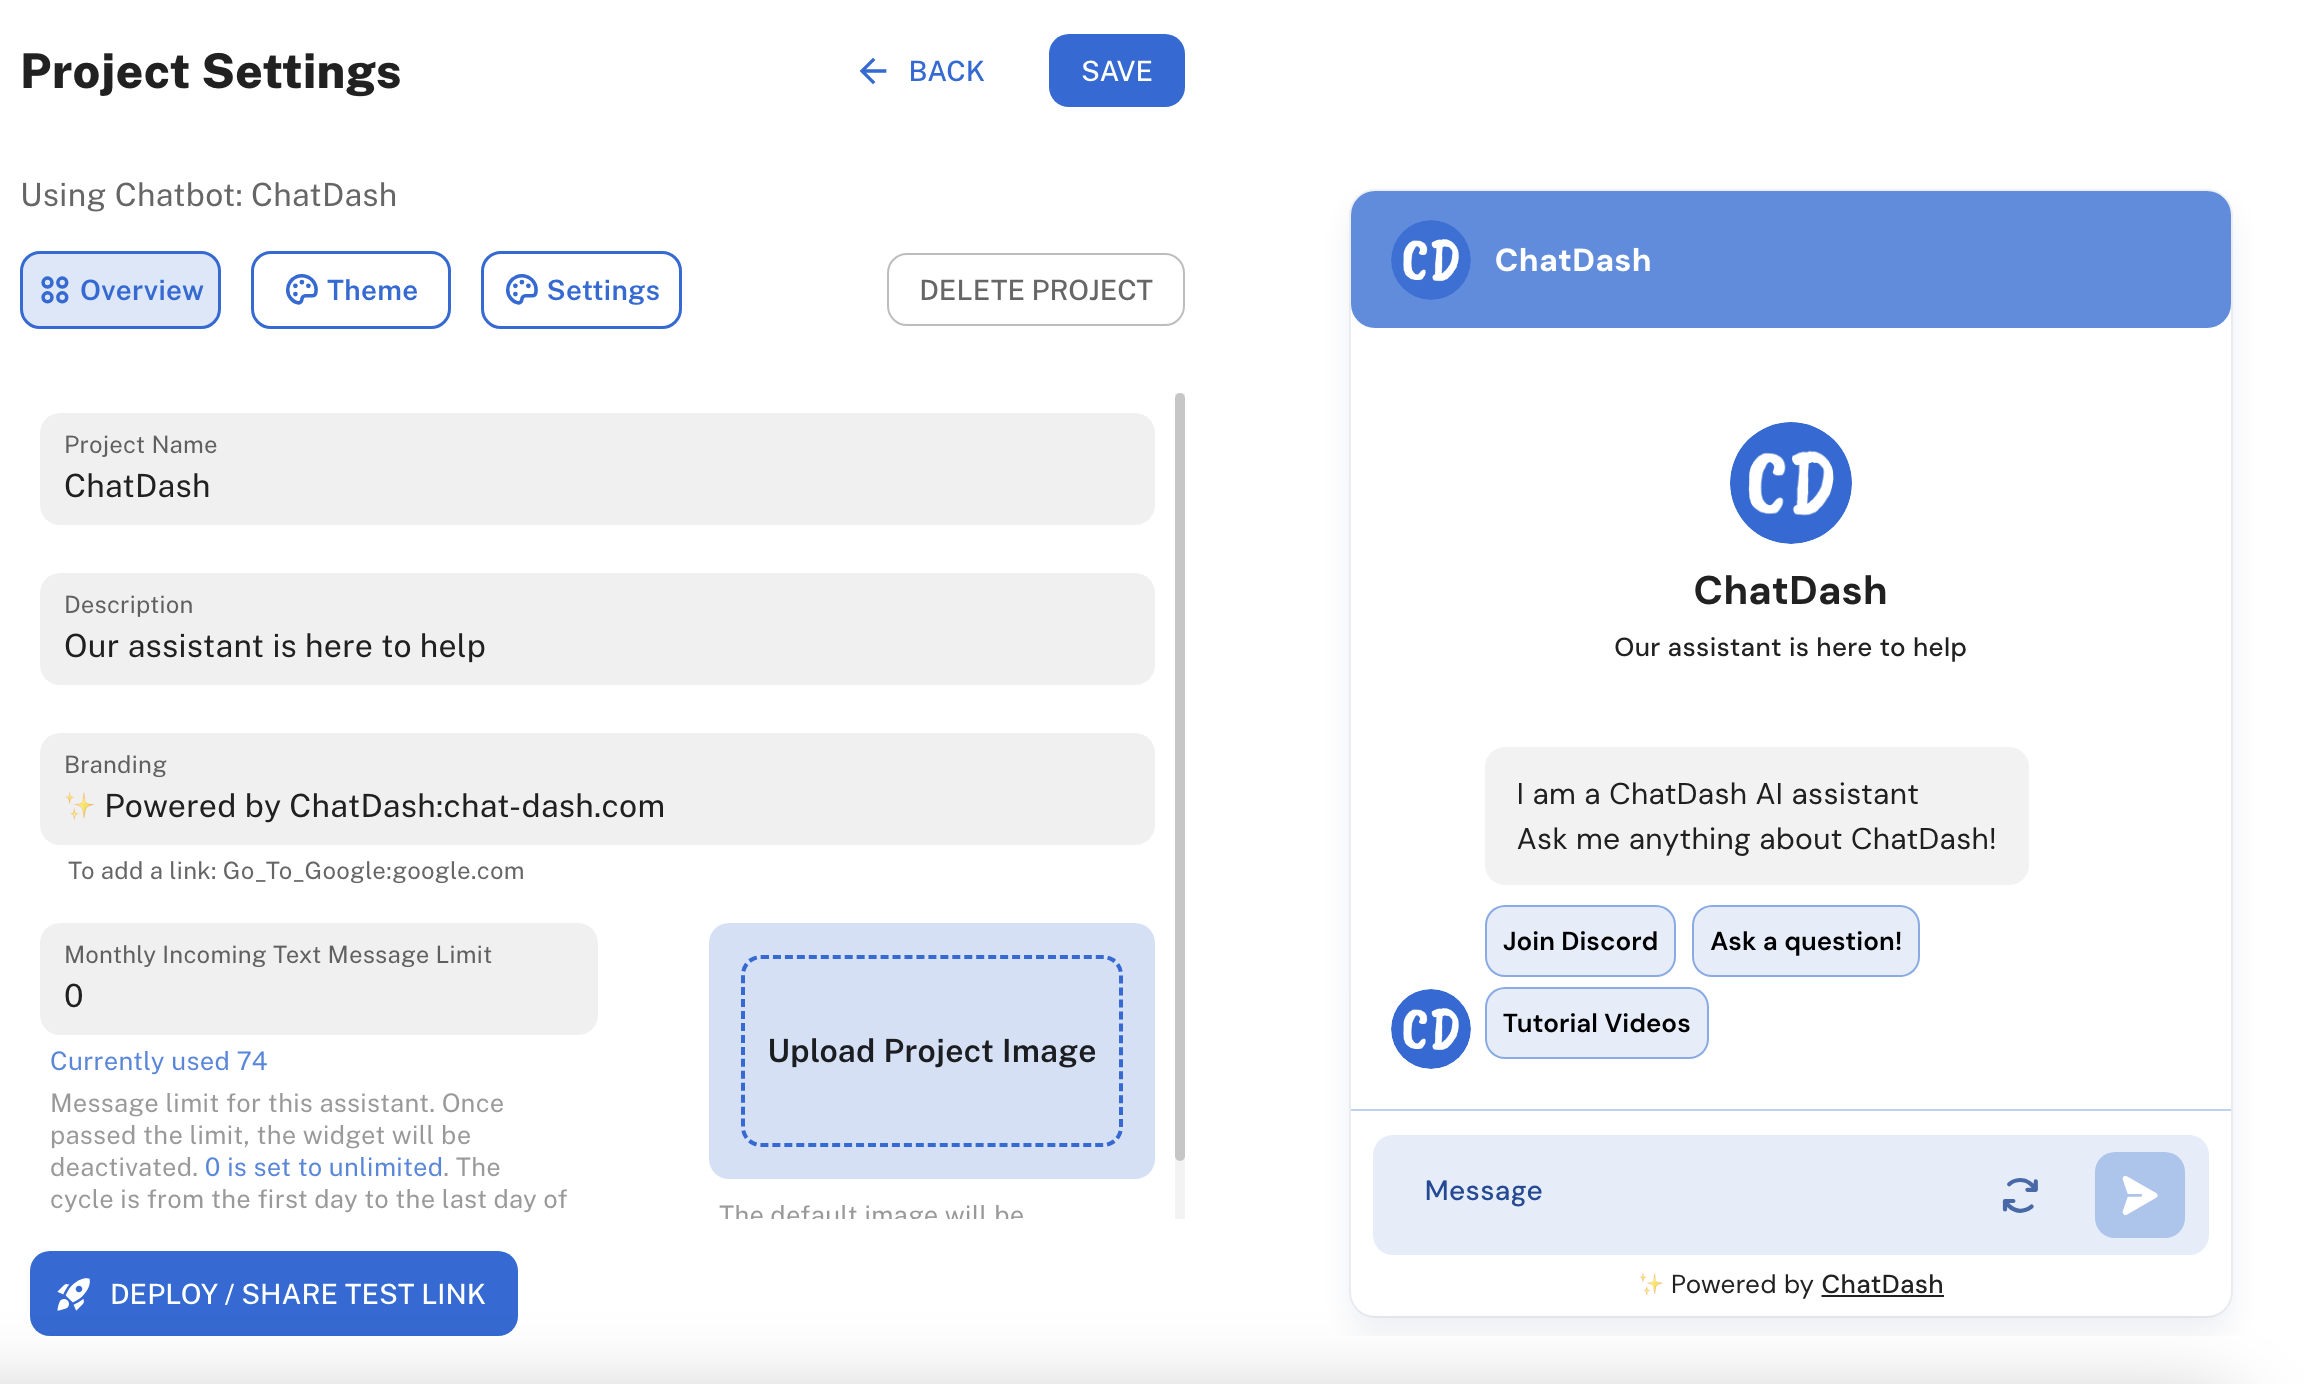 Project Settings
BACK
SAVE
Using Chatbot: ChatDash
Overview
Theme
Settings
DELETE PROJECT
Project Name
ChatDash
Description
Our assistant is here to help
Branding
✨ Powered by ChatDash:chat-dash.com
To add a link: Go_To_Google:google.com
Monthly Incoming Text Message Limit
0
Currently used 74
Message limit for this assistant. Once
passed the limit, the widget will be
deactivated. 0 is set to unlimited. The
cycle is from the first day to the last day of
Upload Project Image
The default image will be
DEPLOY / SHARE TEST LINK
CD
ChatDash
CD
ChatDash
Our assistant is here to help
I am a ChatDash AI assistant
Ask me anything about ChatDash!
Join Discord
Ask a question!
CD
Tutorial Videos
Message
✨ Powered by ChatDash